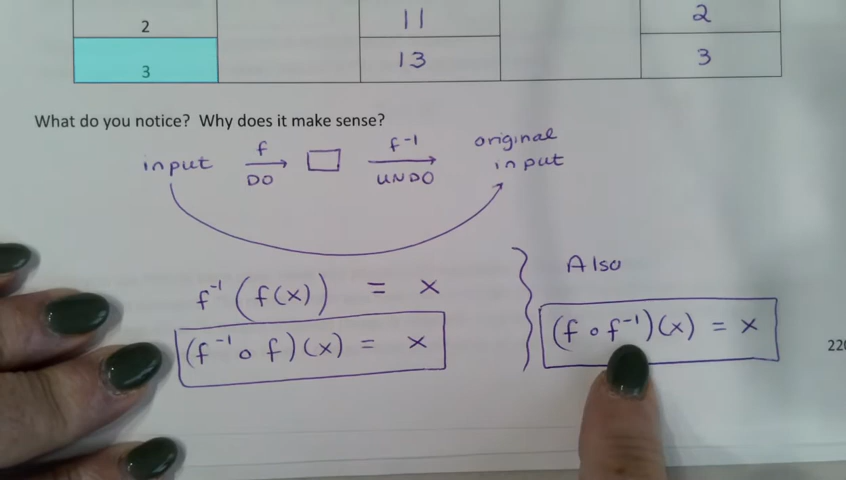 2 11 2
3 13 3
What do you notice? Why does it make sense?
input f DO □ f⁻¹ UNDO original input
f⁻¹(f(x)) = x
(f⁻¹∘f)(x) = x
Also
(f∘f⁻¹)(x) = x